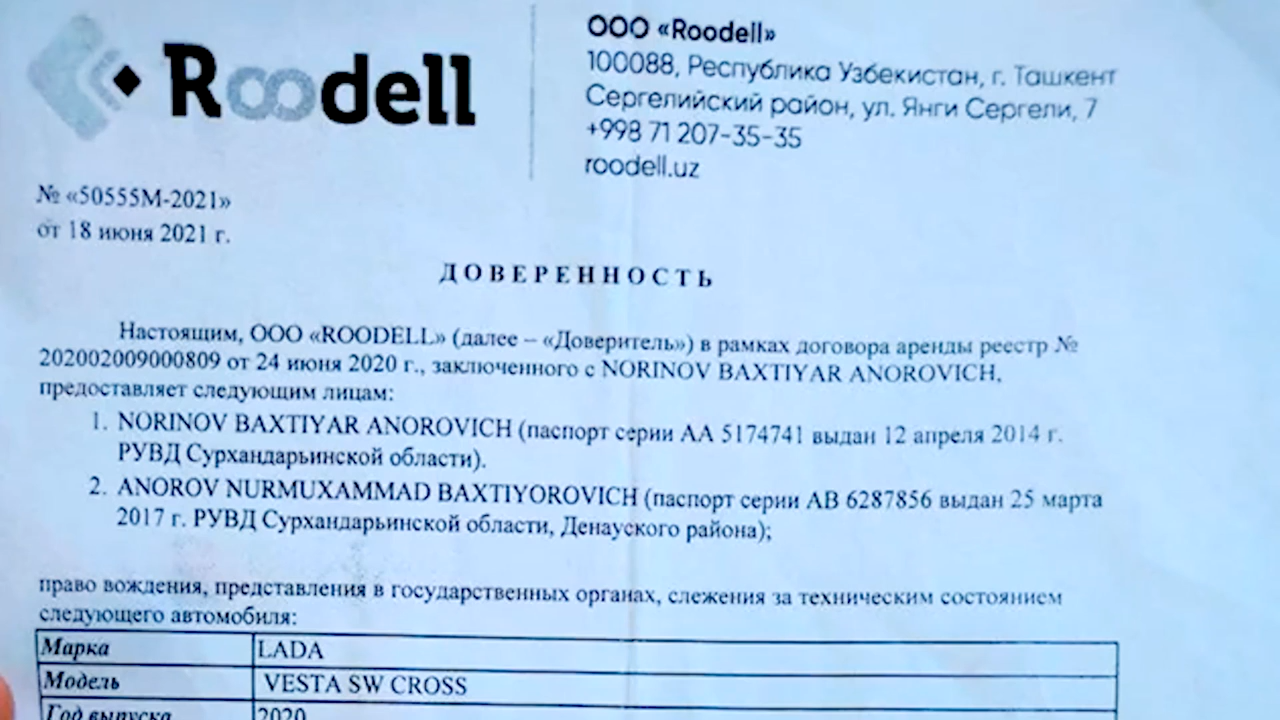 Roodell
ООО «Roodell»
100088, Республика Узбекистан, г. Ташкент
Сергелийский район, ул. Янги Сергели, 7
+998 71 207-35-35
roodell.uz
№ «50555M-2021»
от 18 июня 2021 г.
ДОВЕРЕННОСТЬ
Настоящим, ООО «ROODELL» (далее – «Доверитель») в рамках договора аренды реестр №
202002009000809 от 24 июня 2020 г., заключенного с NORINOV BAXTIYAR ANOROVICH,
предоставляет следующим лицам:
1. NORINOV BAXTIYAR ANOROVICH (паспорт серии AA 5174741 выдан 12 апреля 2014 г.
РУВД Сурхандарьинской области).
2. ANOROV NURMUXAMMAD BAXTIYOROVICH (паспорт серии AB 6287856 выдан 25 марта
2017 г. РУВД Сурхандарьинской области, Денауского района);
право вождения, представления в государственных органах, слежения за техническим состоянием
следующего автомобиля:
Марка LADA
Модель VESTA SW CROSS
Год выпуска 2020